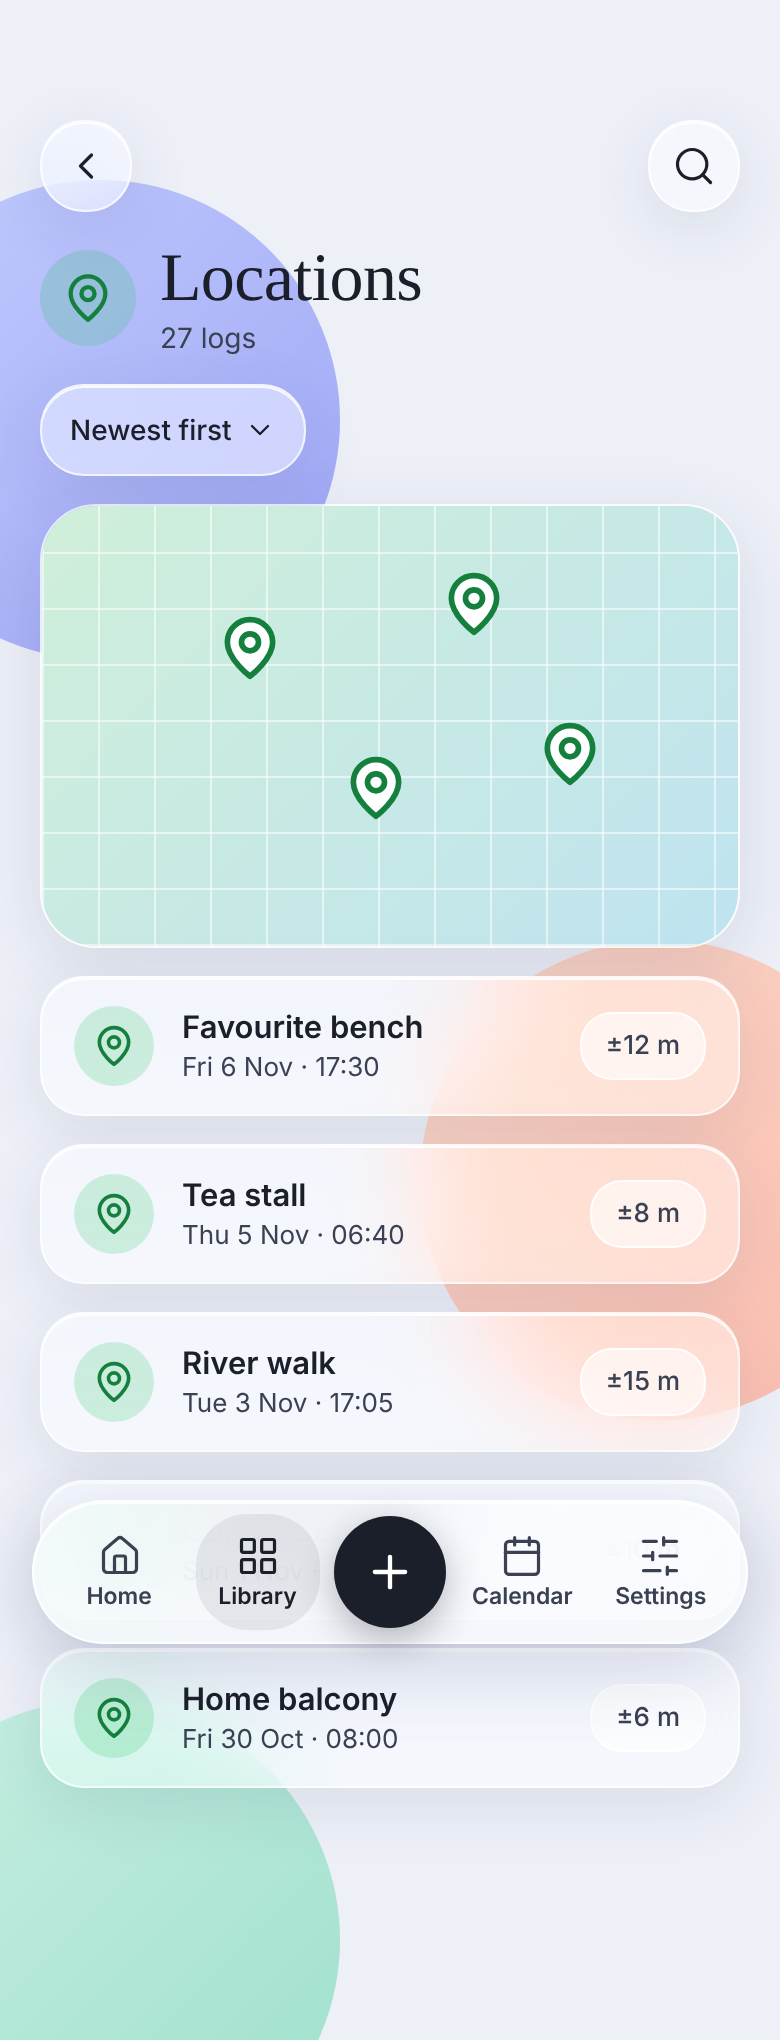 Locations
27 logs
Newest first
Favourite bench
Fri 6 Nov · 17:30
±12 m
Tea stall
Thu 5 Nov · 06:40
±8 m
River walk
Tue 3 Nov · 17:05
±15 m
Home
Library
Calendar
Settings
Home balcony
Fri 30 Oct · 08:00
±6 m